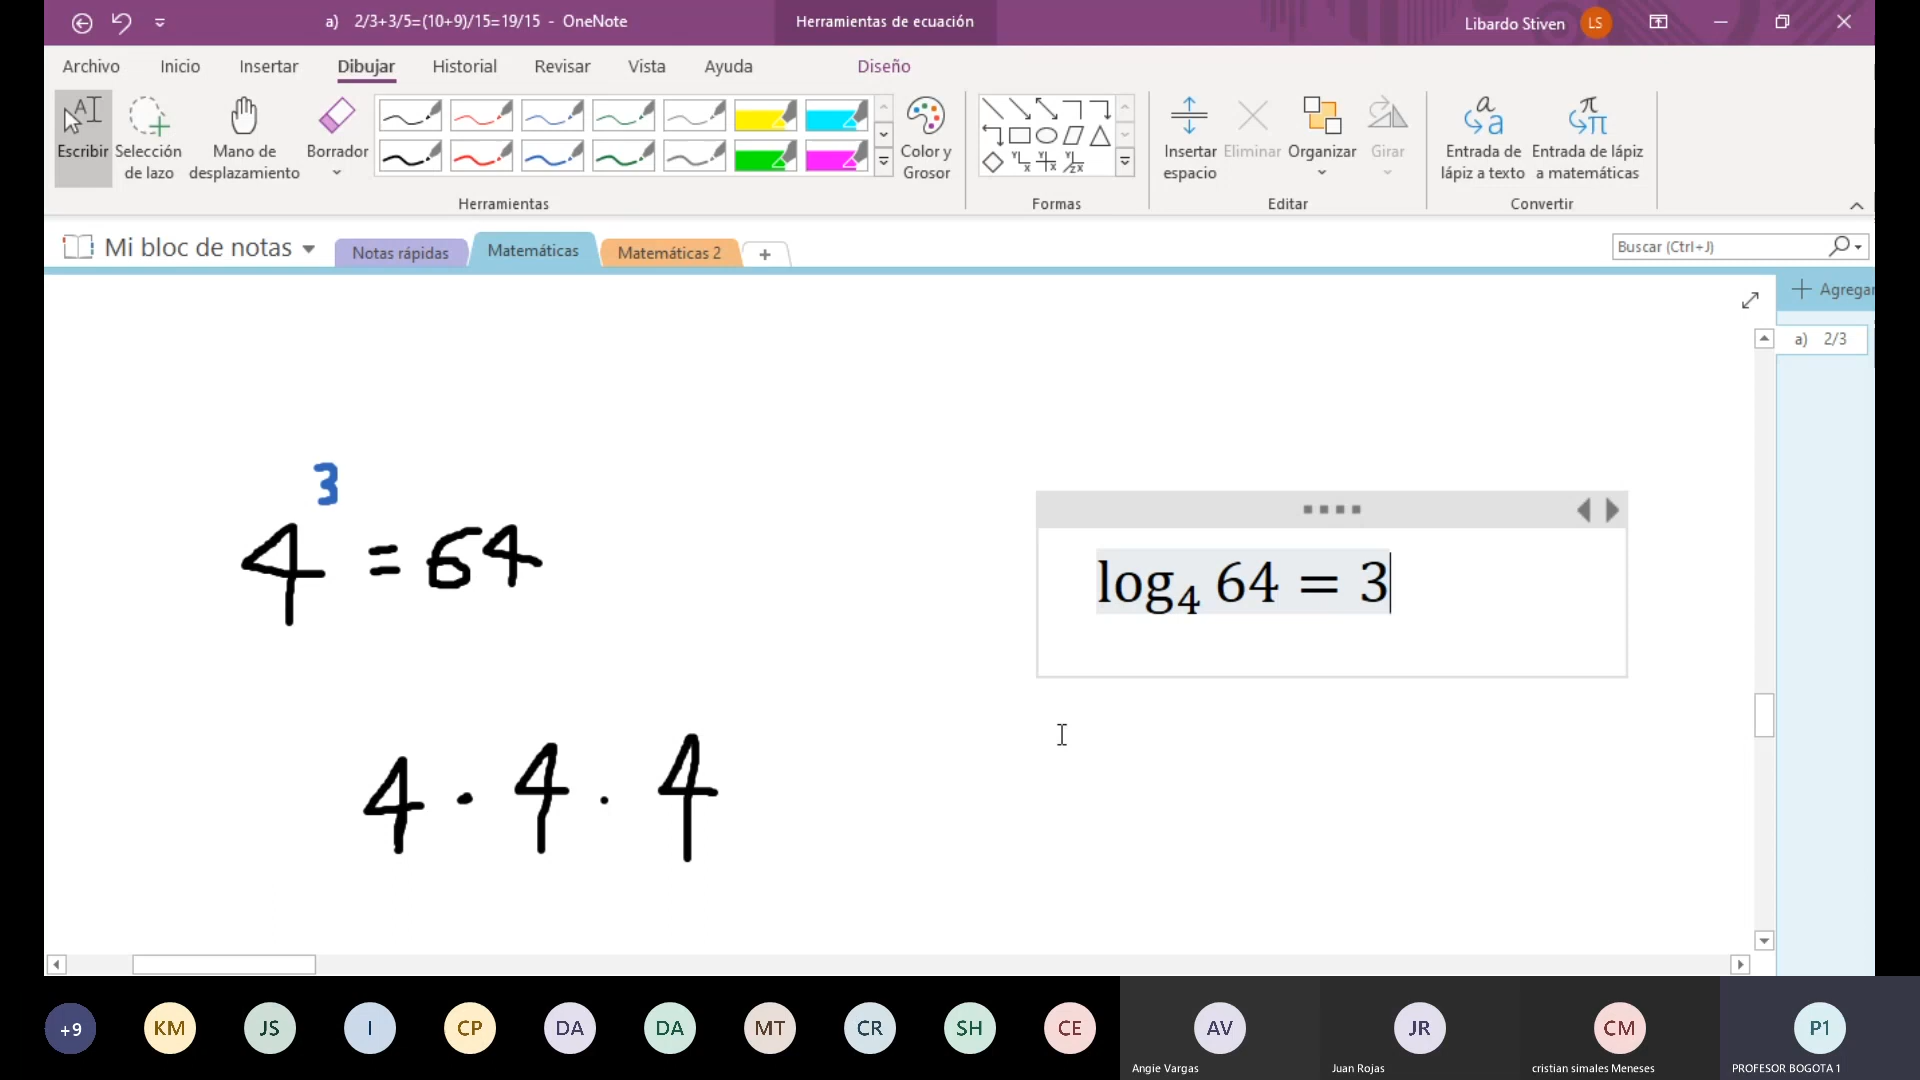 a) 2/3+3/5=(10+9)/15=19/15 - OneNote
Herramientas de ecuación
Libardo Stiven
LS
Archivo
Inicio
Insertar
Dibujar
Historial
Revisar
Vista
Ayuda
Diseño
Escribir
Selección de lazo
Mano de desplazamiento
Borrador
Color y Grosor
Insertar espacio
Eliminar
Organizar
Girar
Entrada de lápiz a texto
Entrada de lápiz a matemáticas
Herramientas
Formas
Editar
Convertir
Mi bloc de notas
Notas rápidas
Matemáticas
Matemáticas 2
+
Buscar (Ctrl+J)
Agregar
a) 2/3
4³ = 64
log₄ 64 = 3
4 · 4 · 4
+9
KM
JS
I
CP
DA
DA
MT
CR
SH
CE
AV
JR
CM
P1
Angie Vargas
Juan Rojas
cristian simales Meneses
PROFESOR BOGOTA 1